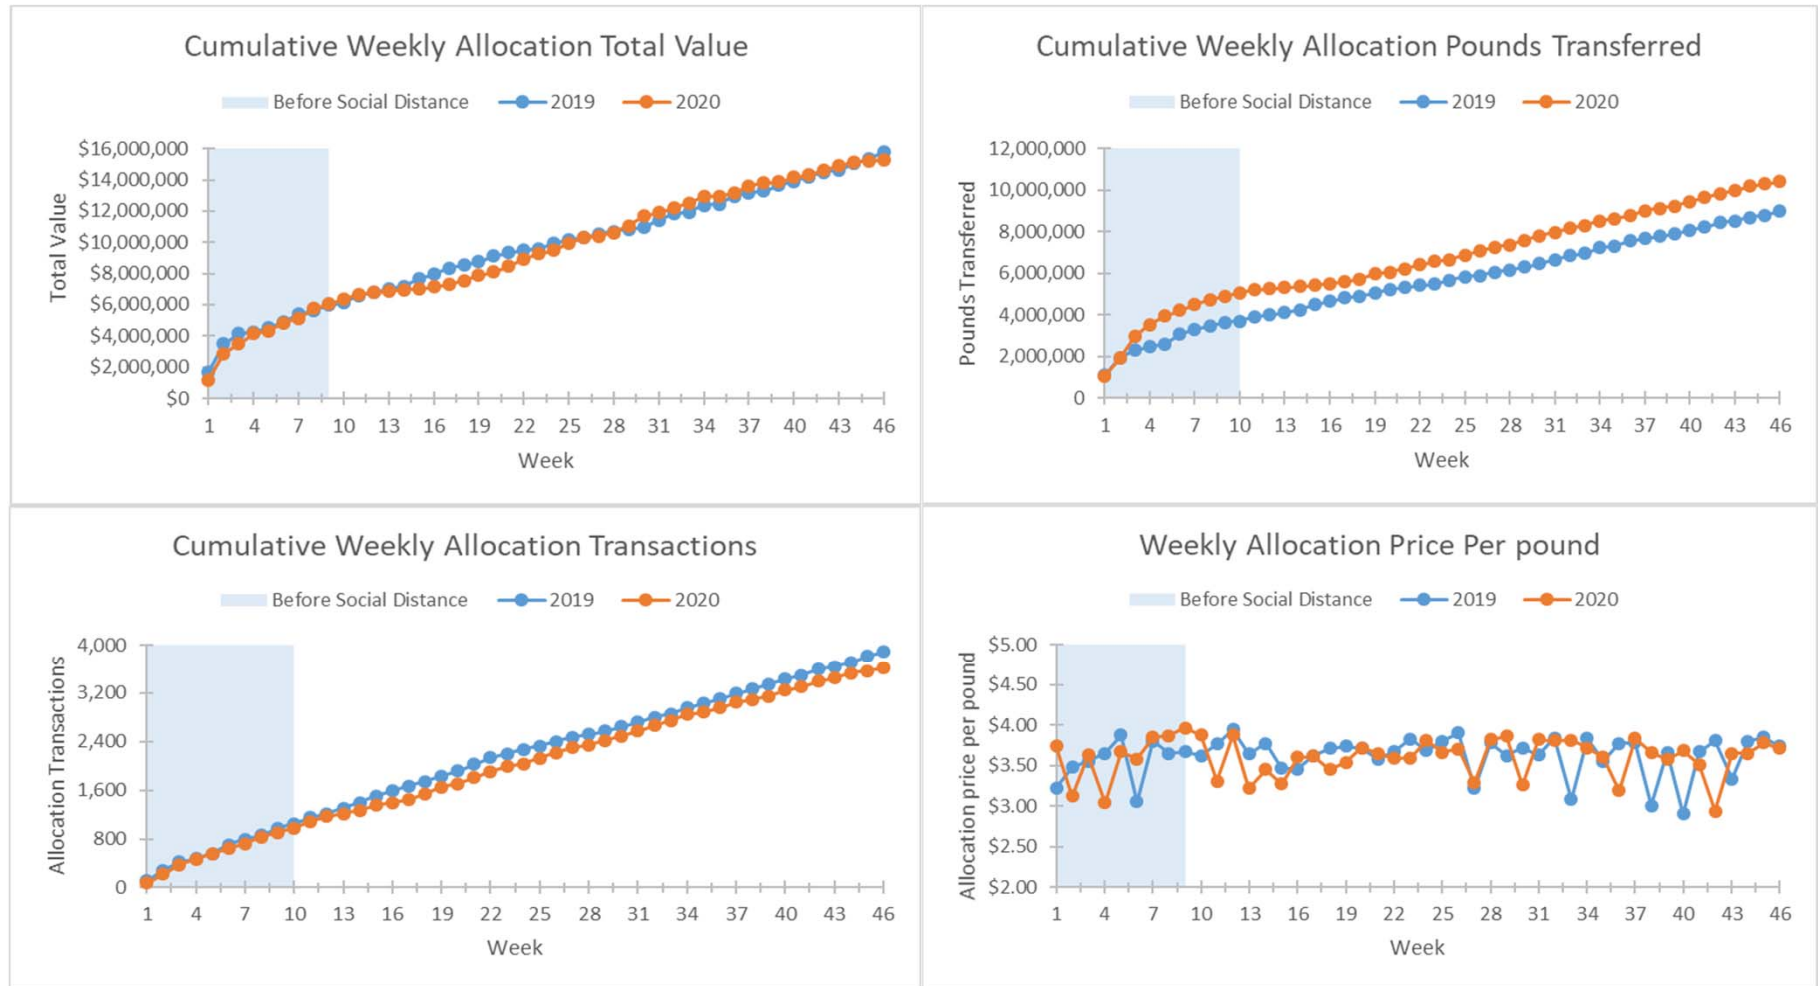 Cumulative Weekly Allocation Total Value
Before Social Distance 2019 2020
$16,000,000
$14,000,000
$12,000,000
$10,000,000
$8,000,000
$6,000,000
$4,000,000
$2,000,000
$0
Total Value
1 4 7 10 13 16 19 22 25 28 31 34 37 40 43 46
Week
Cumulative Weekly Allocation Pounds Transferred
Before Social Distance 2019 2020
12,000,000
10,000,000
8,000,000
6,000,000
4,000,000
2,000,000
0
Pounds Transferred
1 4 7 10 13 16 19 22 25 28 31 34 37 40 43 46
Week
Cumulative Weekly Allocation Transactions
Before Social Distance 2019 2020
4,000
3,200
2,400
1,600
800
0
Allocation Transactions
1 4 7 10 13 16 19 22 25 28 31 34 37 40 43 46
Week
Weekly Allocation Price Per pound
Before Social Distance 2019 2020
$5.00
$4.50
$4.00
$3.50
$3.00
$2.50
$2.00
Allocation price per pound
1 4 7 10 13 16 19 22 25 28 31 34 37 40 43 46
Week